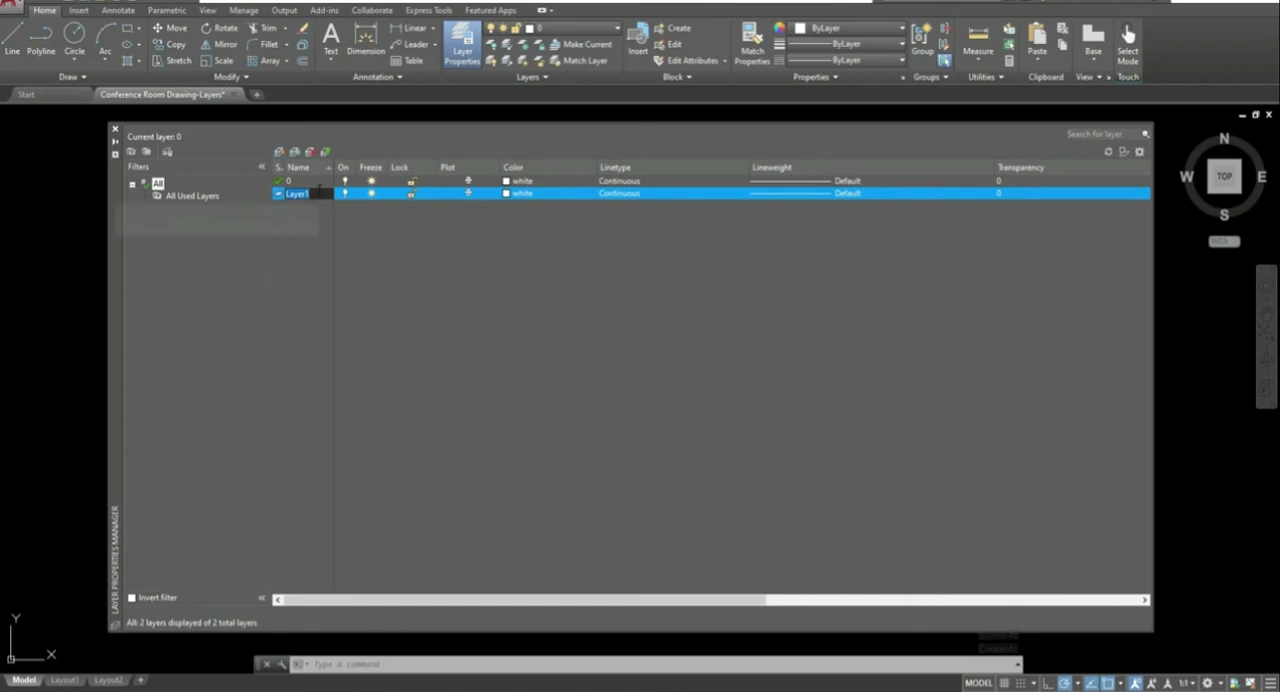 Home Insert Annotate Parametric View Manage Output Add-ins Collaborate Express Tools Featured Apps
Line Polyline Circle Arc
Move Rotate Trim
Copy Mirror Fillet
Stretch Scale Array
Text Dimension
Linear
Leader
Table
Layer Properties
0
Make Current
Match Layer
Insert
Create
Edit
Edit Attributes
Match Properties
ByLayer
ByLayer
ByLayer
Group
Measure
Paste
Base
Select Mode
Draw Modify Annotation Layers Block Properties Groups Utilities Clipboard View Touch
Start Conference Room Drawing-Layers* +
Current layer: 0
Search for layer
Filters
S. Name On Freeze Lock Plot Color Linetype Lineweight Transparency
All
All Used Layers
0 white Continuous Default 0
Layer1 white Continuous Default 0
N
W TOP E
S
WCS
LAYER PROPERTIES MANAGER
Invert filter
All: 2 layers displayed of 2 total layers
Y
X
Type a command
Model Layout1 Layout2 +
MODEL 1:1